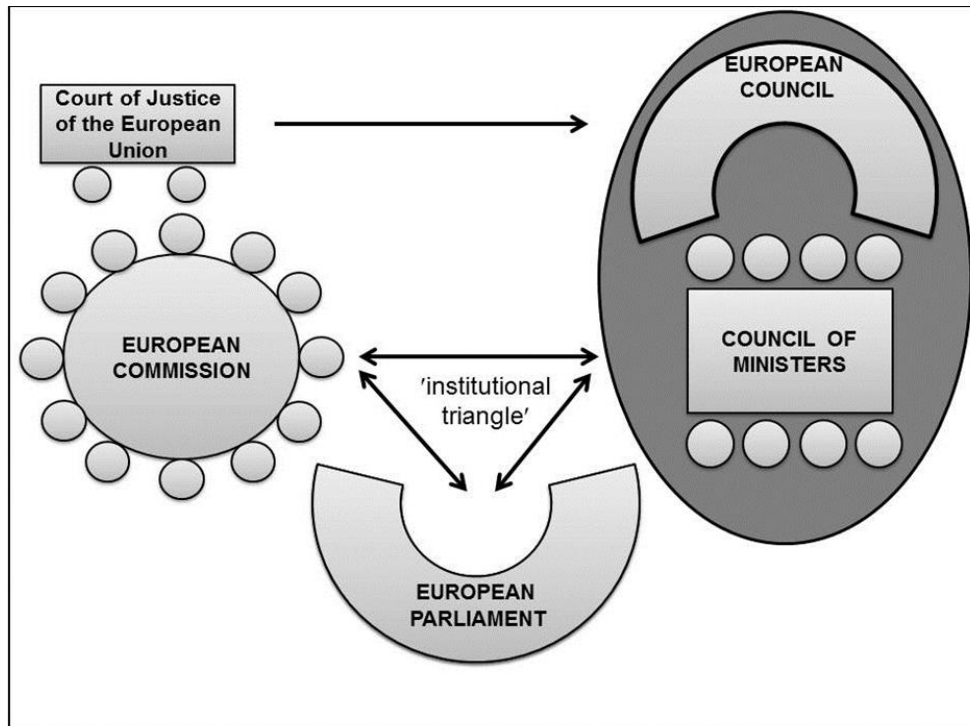 Court of Justice
of the European
Union
EUROPEAN
COUNCIL
EUROPEAN
COMMISSION
COUNCIL OF
MINISTERS
'institutional
triangle'
EUROPEAN
PARLIAMENT